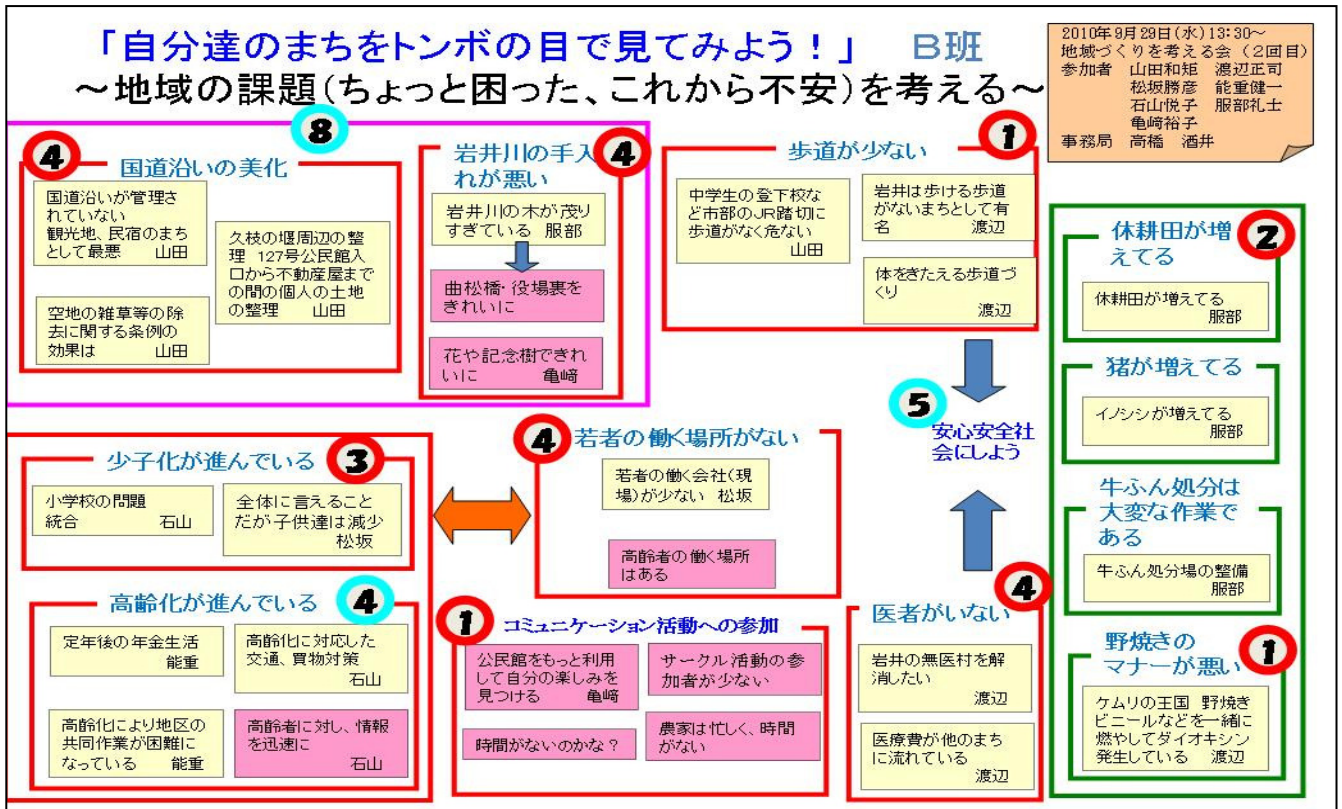 「自分達のまちをトンボの目で見てみよう！」　B班
～地域の課題（ちょっと困った、これから不安）を考える～
2010年9月29日（水）13:30～
地域づくりを考える会（2回目）
参加者　山田和矩　渡辺正司
松坂勝彦　能重健一
石山悦子　服部礼士
亀崎裕子
事務局　高橋　酒井
8
4
国道沿いの美化
国道沿いが管理さ
れていない
観光地、民宿のまち
として最悪　山田
久枝の堰周辺の整
理　127号公民館入
口から不動産屋まで
の間の個人の土地
の整理　山田
空地の雑草等の除
去に関する条例の
効果は　山田
岩井川の手入
れが悪い
4
岩井川の木が茂り
すぎている　服部
曲松橋・役場裏を
きれいに
花や記念樹できれ
いに　亀崎
歩道が少ない
1
中学生の登下校な
ど市部のJR踏切に
歩道がなく危ない
山田
岩井は歩ける歩道
がないまちとして有
名　渡辺
体をきたえる歩道づ
くり
渡辺
休耕田が増
えてる
2
休耕田が増えてる
服部
猪が増えてる
イノシシが増えてる
服部
牛ふん処分は
大変な作業で
ある
牛ふん処分場の整備
服部
野焼きの
マナーが悪い
1
ケムリの王国　野焼き
ビニールなどを一緒に
燃やしてダイオキシン
発生している　渡辺
5
安心安全社
会にしよう
少子化が進んでいる
3
小学校の問題
統合　石山
全体に言えること
だが子供達は減少
松坂
4
若者の働く場所がない
若者の働く会社（現
場）が少ない　松坂
高齢者の働く場所
はある
高齢化が進んでいる
4
定年後の年金生活
能重
高齢化に対応した
交通、買物対策
石山
高齢化により地区の
共同作業が困難に
なっている　能重
高齢者に対し、情報
を迅速に
石山
1
コミュニケーション活動への参加
公民館をもっと利用
して自分の楽しみを
見つける　亀崎
サークル活動の参
加者が少ない
時間がないのかな？
農家は忙しく、時間
がない
医者がいない
4
岩井の無医村を解
消したい
渡辺
医療費が他のまち
に流れている
渡辺